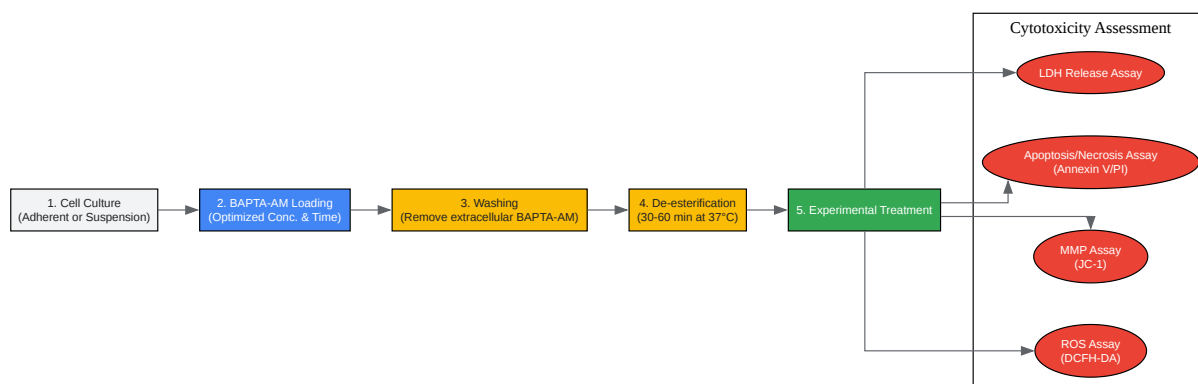 Cytotoxicity Assessment
LDH Release Assay
Apoptosis/Necrosis Assay
(Annexin V/PI)
1. Cell Culture
(Adherent or Suspension)
2. BAPTA-AM Loading
(Optimized Conc. & Time)
3. Washing
(Remove extracellular BAPTA-AM)
4. De-esterification
(30-60 min at 37°C)
5. Experimental Treatment
MMP Assay
(JC-1)
ROS Assay
(DCFH-DA)